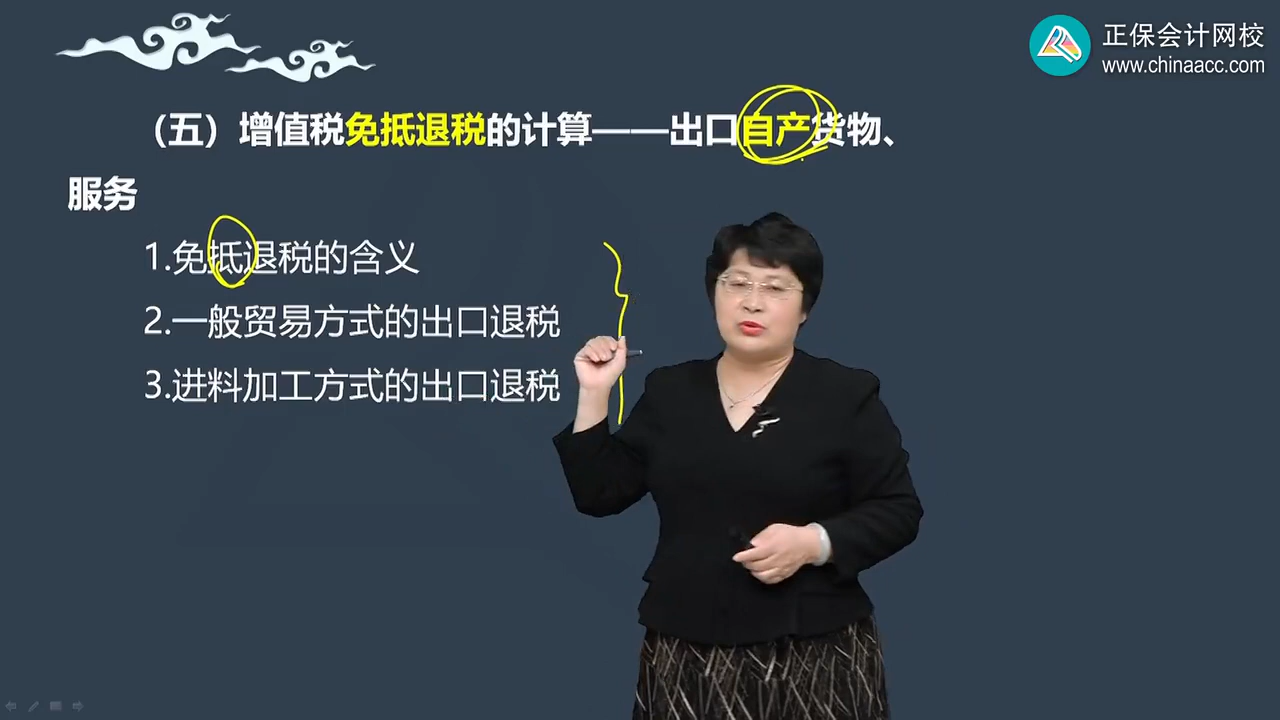 正保会计网校
www.chinaacc.com
（五）增值税免抵退税的计算——出口自产货物、
服务
1.免抵退税的含义
2.一般贸易方式的出口退税
3.进料加工方式的出口退税